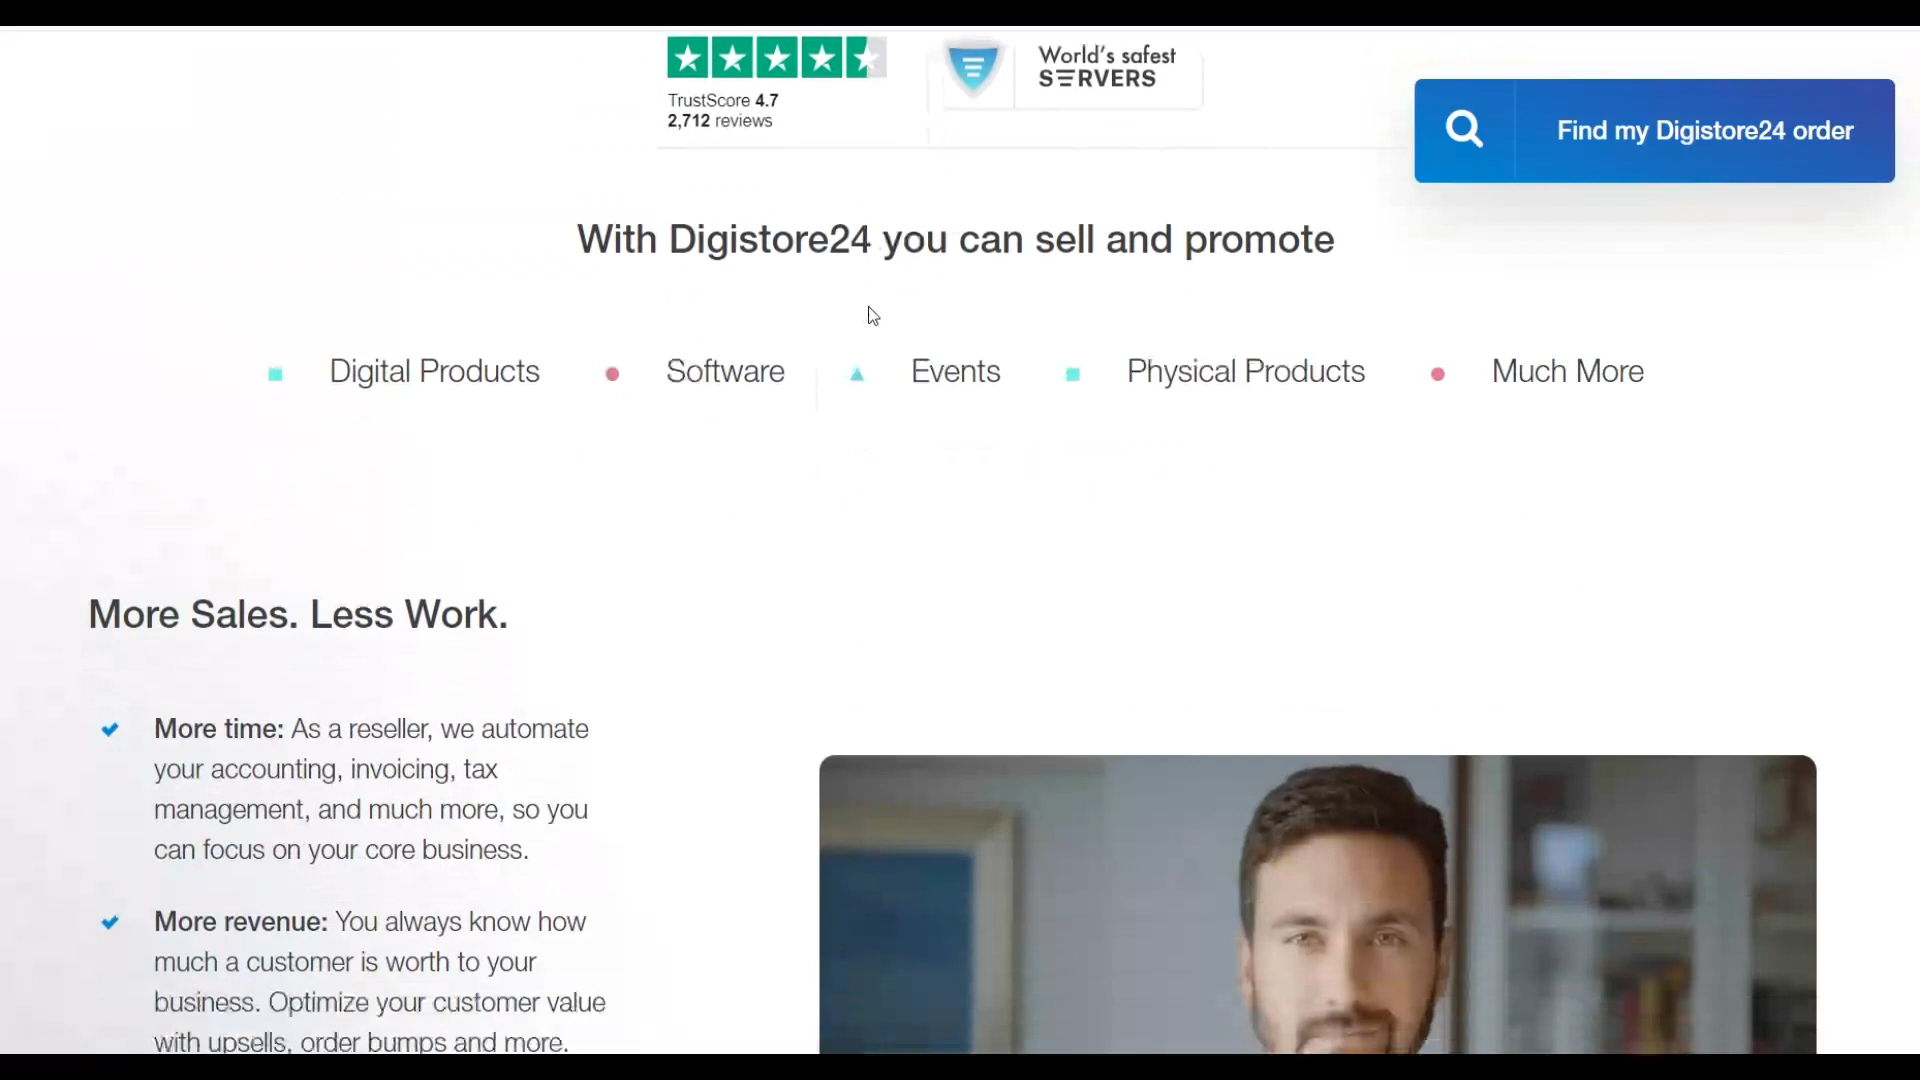 TrustScore 4.7
2,712 reviews
World's safest
SERVERS
Find my Digistore24 order
With Digistore24 you can sell and promote
Digital Products
Software
Events
Physical Products
Much More
More Sales. Less Work.
More time: As a reseller, we automate
your accounting, invoicing, tax
management, and much more, so you
can focus on your core business.
More revenue: You always know how
much a customer is worth to your
business. Optimize your customer value
with upsells, order bumps and more.